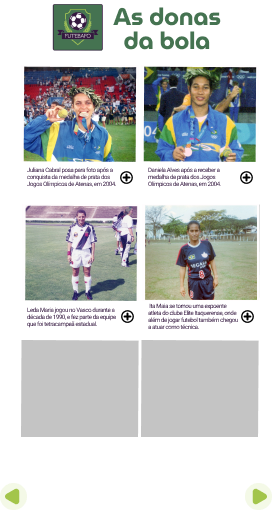 FUTEBAFO
As donas
da bola
Juliana Cabral posa para foto após a
conquista da medalha de prata dos
Jogos Olímpicos de Atenas, em 2004.
Daniela Alves após a receber a
medalha de prata dos Jogos
Olímpicos de Atenas, em 2004.
Leda Maria jogou no Vasco durante a
década de 1990, e fez parte da equipe
que foi tetracampeã estadual.
Ita Maia se tornou uma expoente
atleta do clube Elite Itaquerense, onde
além de jogar futebol também chegou
a atuar como técnica.